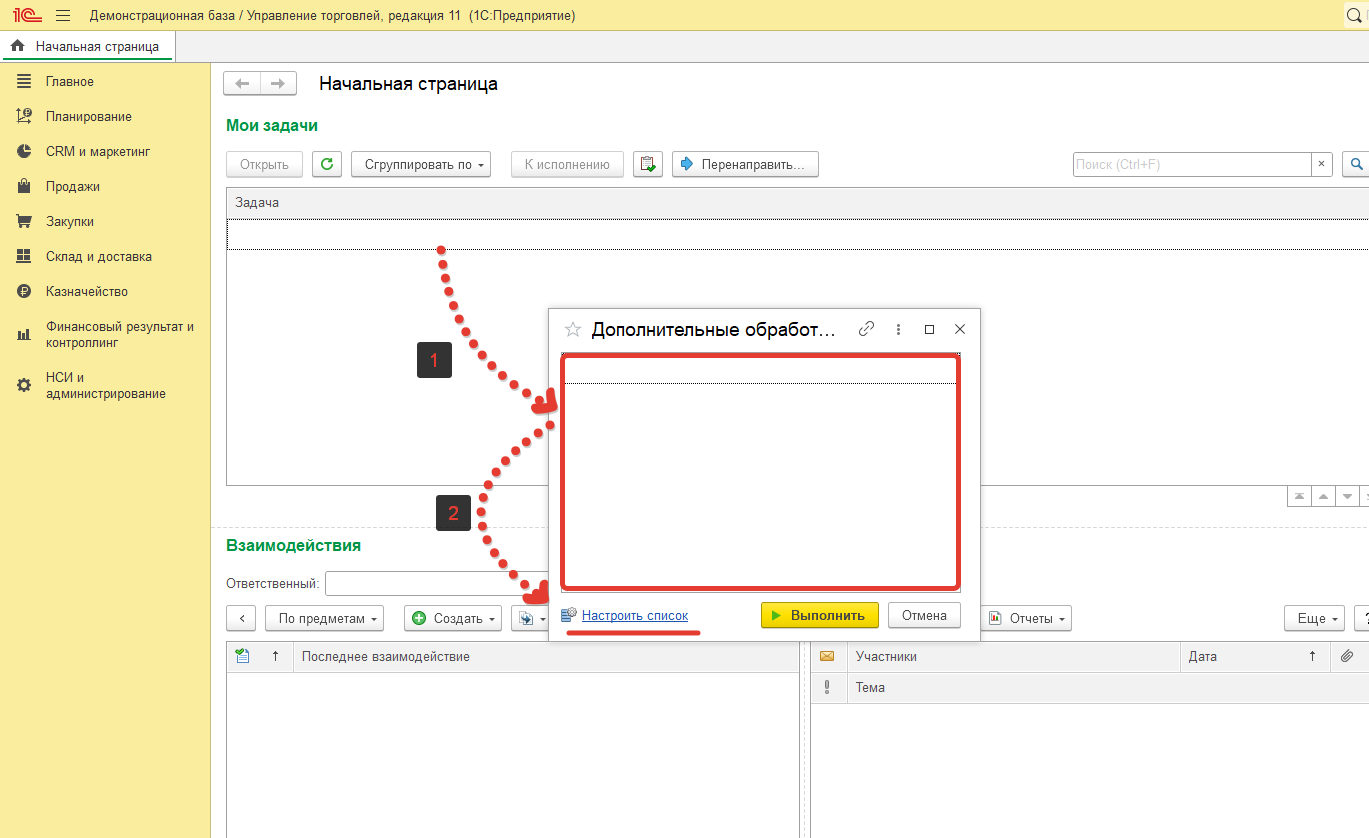 1С Демонстрационная база / Управление торговлей, редакция 11 (1С:Предприятие)
Начальная страница
Главное
Планирование
CRM и маркетинг
Продажи
Закупки
Склад и доставка
Казначейство
Финансовый результат и
контроллинг
НСИ и
администрирование
Начальная страница
Мои задачи
Открыть Сгруппировать по К исполнению Перенаправить... Поиск (Ctrl+F) ×
Задача
1
2
Дополнительные обработ...
Настроить список Выполнить Отмена
Взаимодействия
Ответственный:
По предметам Создать Отчеты Еще ?
Последнее взаимодействие
Участники Дата
Тема